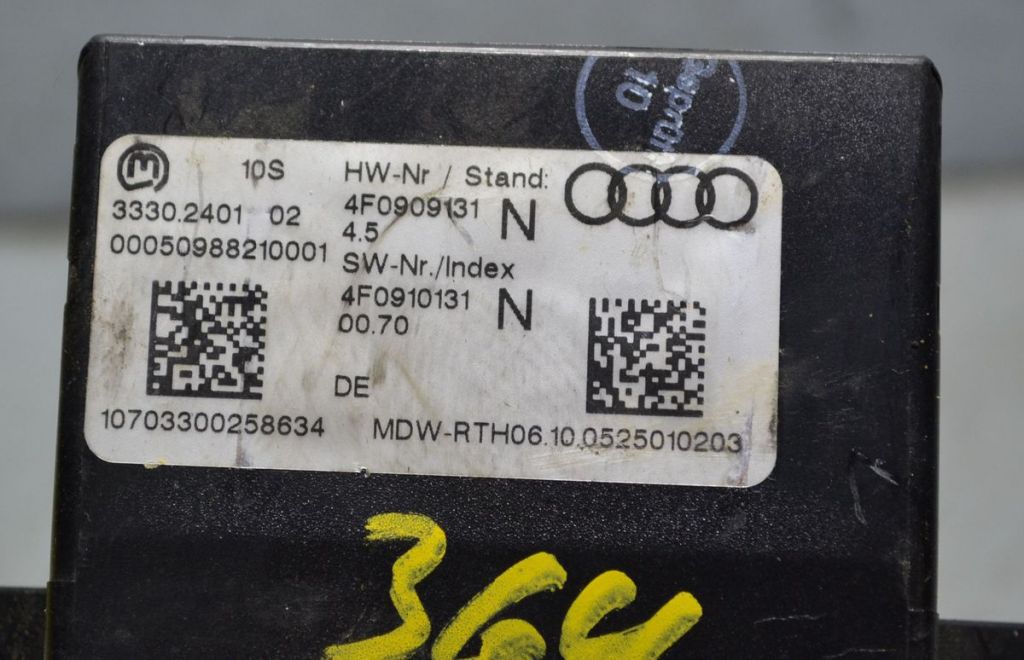 10S
3330.2401 02
00050988210001
10703300258634
HW-Nr / Stand:
4F0909131 N
4.5
SW-Nr./Index
4F0910131 N
00.70
DE
MDW-RTH06.10.0525010203
10
364